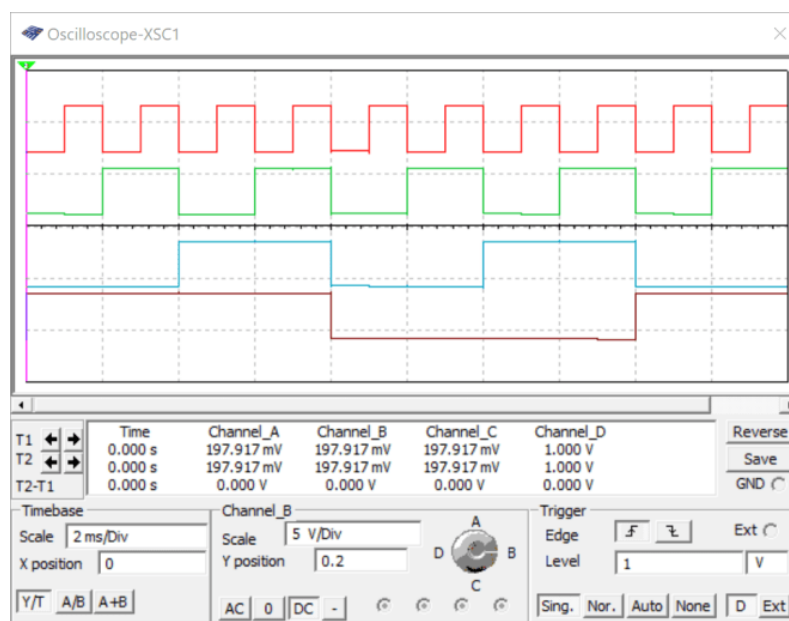 Oscilloscope-XSC1
T1
T2
T2-T1
Time Channel_A Channel_B Channel_C Channel_D
0.000 s 197.917 mV 197.917 mV 197.917 mV 1.000 V
0.000 s 197.917 mV 197.917 mV 197.917 mV 1.000 V
0.000 s 0.000 V 0.000 V 0.000 V 0.000 V
Reverse
Save
GND
Timebase
Scale 2 ms/Div
X position 0
Y/T A/B A+B
Channel_B
Scale 5 V/Div
Y position 0.2
AC 0 DC -
A
D B
C
Trigger
Edge Ext
Level 1 V
Sing. Nor. Auto None D Ext